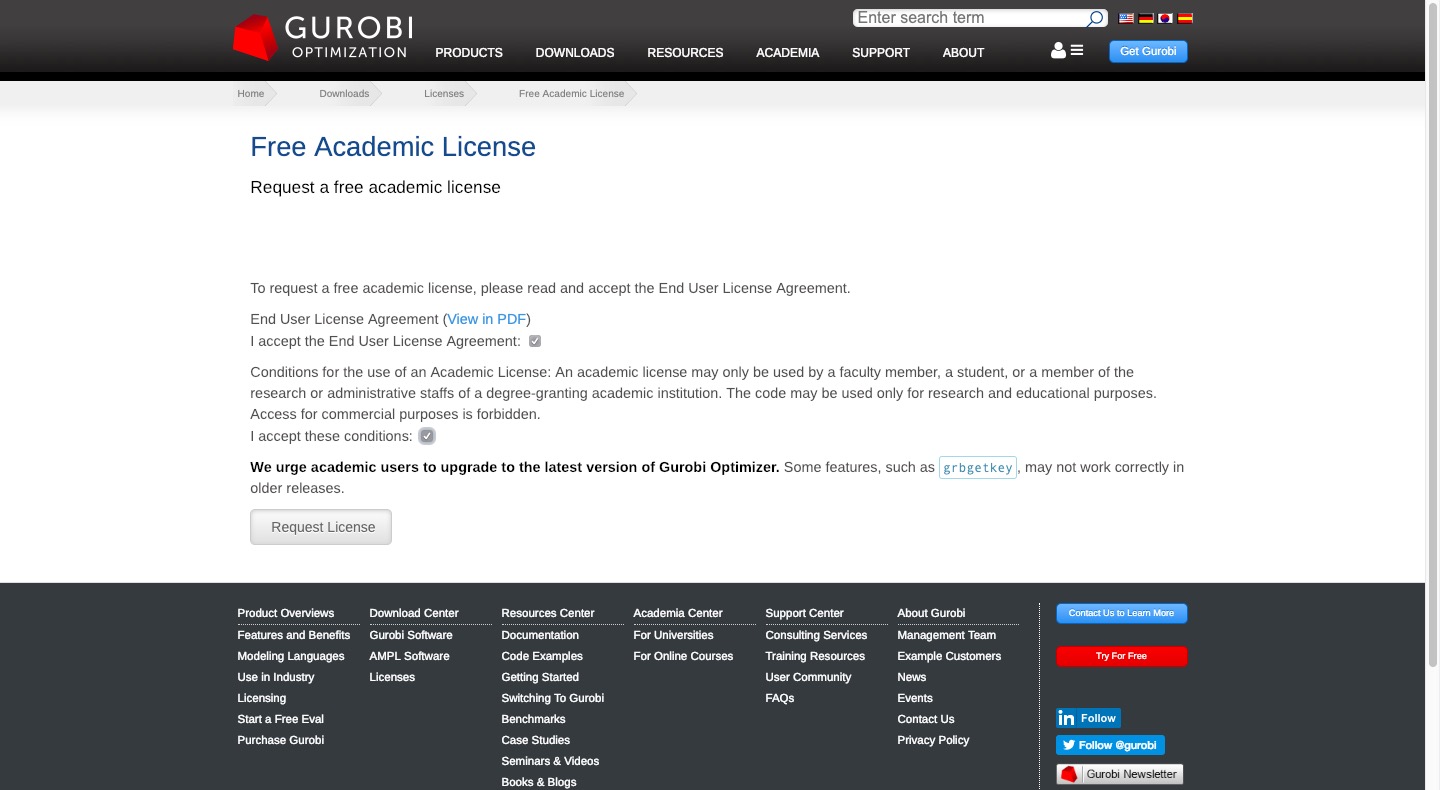 GUROBI
OPTIMIZATION
Enter search term
PRODUCTS DOWNLOADS RESOURCES ACADEMIA SUPPORT ABOUT
Get Gurobi
Home Downloads Licenses Free Academic License
Free Academic License
Request a free academic license
To request a free academic license, please read and accept the End User License Agreement.
End User License Agreement (View in PDF)
I accept the End User License Agreement:
Conditions for the use of an Academic License: An academic license may only be used by a faculty member, a student, or a member of the
research or administrative staffs of a degree-granting academic institution. The code may be used only for research and educational purposes.
Access for commercial purposes is forbidden.
I accept these conditions:
We urge academic users to upgrade to the latest version of Gurobi Optimizer. Some features, such as grbgetkey, may not work correctly in
older releases.
Request License
Product Overviews
Features and Benefits
Modeling Languages
Use in Industry
Licensing
Start a Free Eval
Purchase Gurobi
Download Center
Gurobi Software
AMPL Software
Licenses
Resources Center
Documentation
Code Examples
Getting Started
Switching To Gurobi
Benchmarks
Case Studies
Seminars & Videos
Books & Blogs
Academia Center
For Universities
For Online Courses
Support Center
Consulting Services
Training Resources
User Community
FAQs
About Gurobi
Management Team
Example Customers
News
Events
Contact Us
Privacy Policy
Contact Us to Learn More
Try For Free
in Follow
Follow @gurobi
Gurobi Newsletter